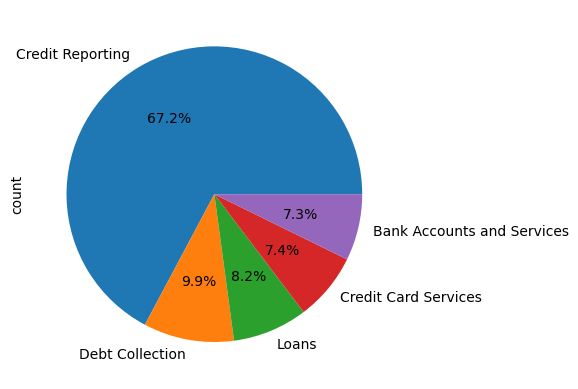 Credit Reporting
67.2%
count
7.3%
Bank Accounts and Services
7.4%
Credit Card Services
8.2%
Loans
9.9%
Debt Collection